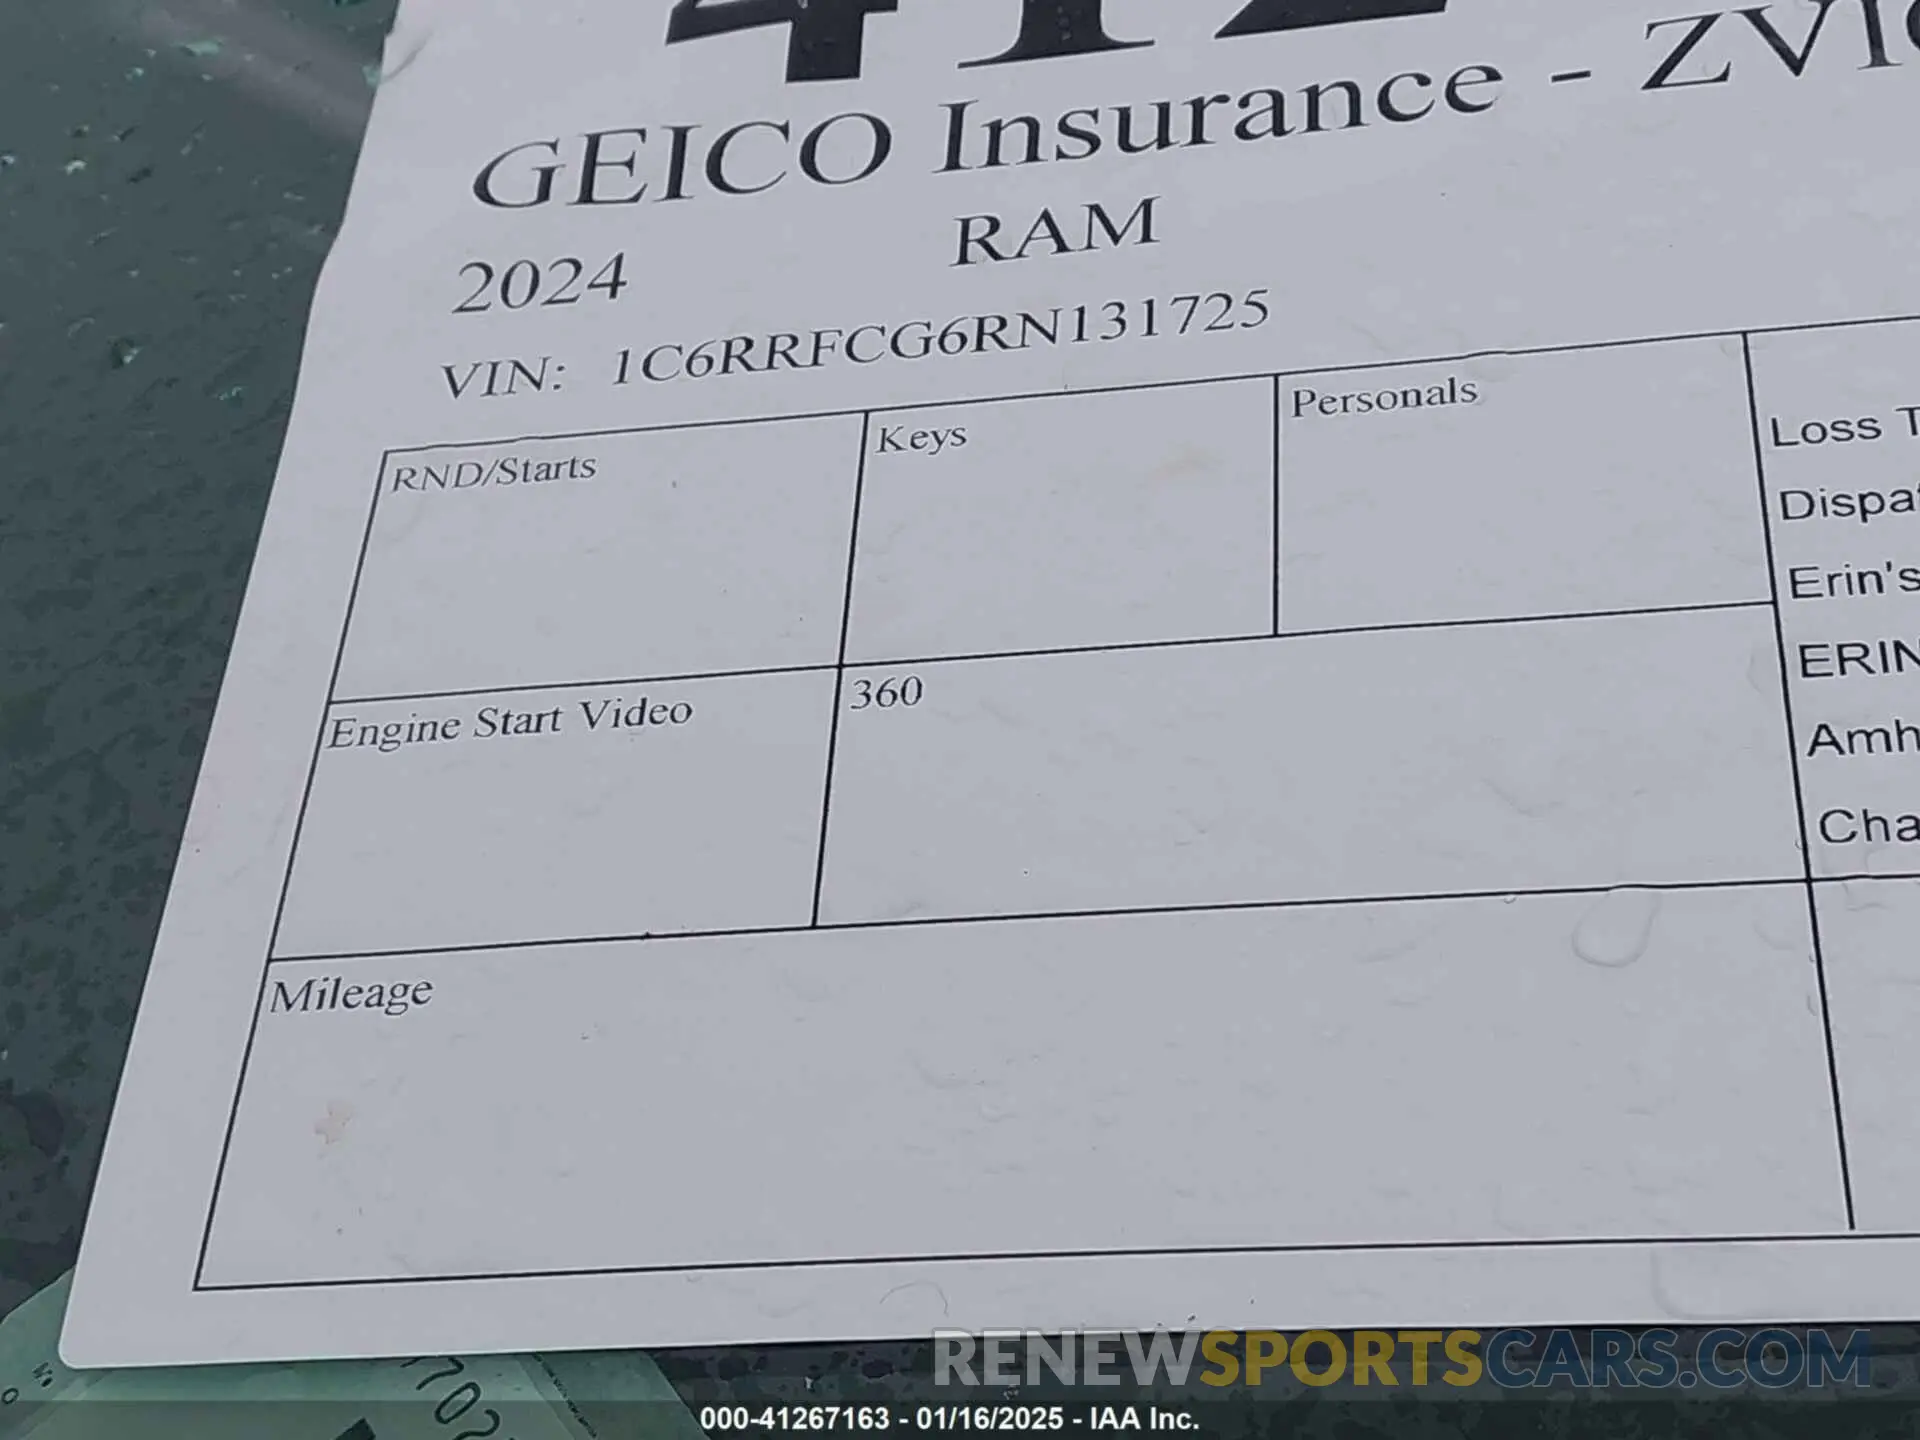 GEICO Insurance -
2024 RAM
VIN: 1C6RRFCG6RN131725
RND/Starts Keys Personals
Loss
Erin's
Engine Start Video 360
Mileage
RENEWSPORTSCARS.COM
000-41267163 - 01/16/2025 - IAA Inc.